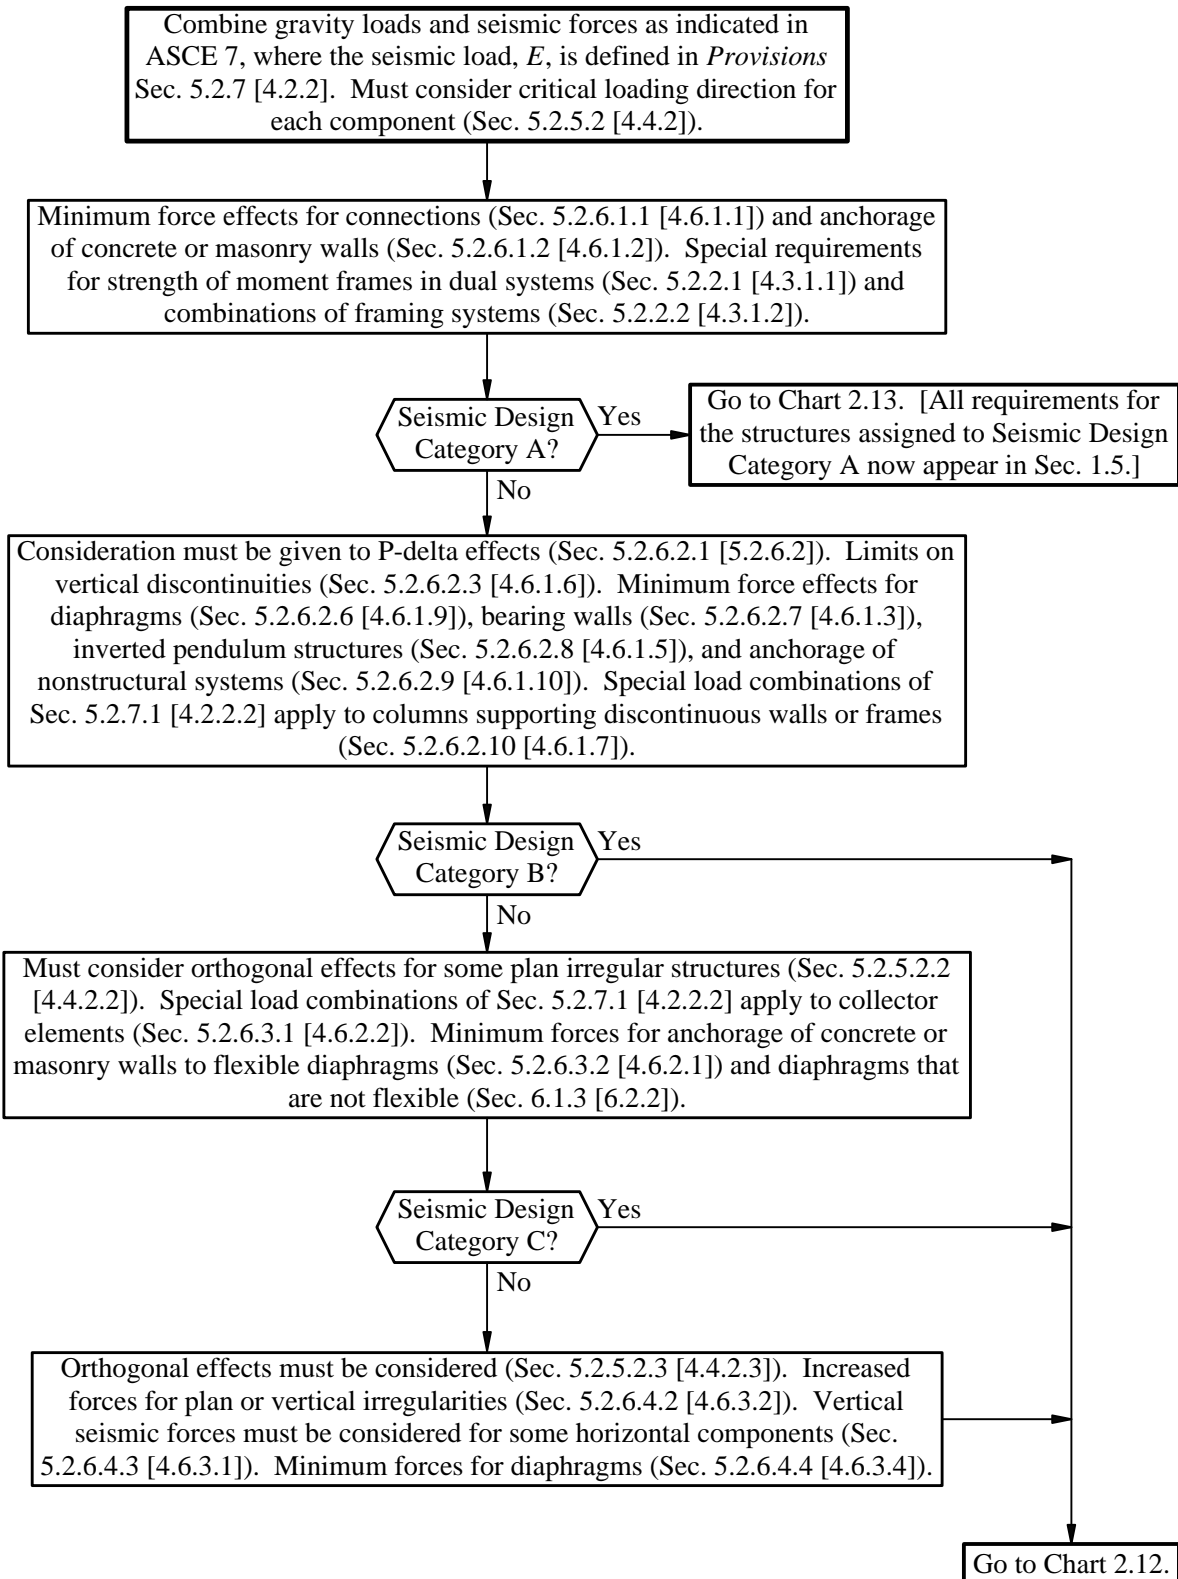 Combine gravity loads and seismic forces as indicated in
ASCE 7, where the seismic load, E, is defined in Provisions
Sec. 5.2.7 [4.2.2].  Must consider critical loading direction for
each component (Sec. 5.2.5.2 [4.4.2]).
Minimum force effects for connections (Sec. 5.2.6.1.1 [4.6.1.1]) and anchorage
of concrete or masonry walls (Sec. 5.2.6.1.2 [4.6.1.2]).  Special requirements
for strength of moment frames in dual systems (Sec. 5.2.2.1 [4.3.1.1]) and
combinations of framing systems (Sec. 5.2.2.2 [4.3.1.2]).
Seismic Design
Category A?
Yes
Go to Chart 2.13.  [All requirements for
the structures assigned to Seismic Design
Category A now appear in Sec. 1.5.]
No
Consideration must be given to P-delta effects (Sec. 5.2.6.2.1 [5.2.6.2]).  Limits on
vertical discontinuities (Sec. 5.2.6.2.3 [4.6.1.6]).  Minimum force effects for
diaphragms (Sec. 5.2.6.2.6 [4.6.1.9]), bearing walls (Sec. 5.2.6.2.7 [4.6.1.3]),
inverted pendulum structures (Sec. 5.2.6.2.8 [4.6.1.5]), and anchorage of
nonstructural systems (Sec. 5.2.6.2.9 [4.6.1.10]).  Special load combinations of
Sec. 5.2.7.1 [4.2.2.2] apply to columns supporting discontinuous walls or frames
(Sec. 5.2.6.2.10 [4.6.1.7]).
Seismic Design
Category B?
Yes
No
Must consider orthogonal effects for some plan irregular structures (Sec. 5.2.5.2.2
[4.4.2.2]).  Special load combinations of Sec. 5.2.7.1 [4.2.2.2] apply to collector
elements (Sec. 5.2.6.3.1 [4.6.2.2]).  Minimum forces for anchorage of concrete or
masonry walls to flexible diaphragms (Sec. 5.2.6.3.2 [4.6.2.1]) and diaphragms that
are not flexible (Sec. 6.1.3 [6.2.2]).
Seismic Design
Category C?
Yes
No
Orthogonal effects must be considered (Sec. 5.2.5.2.3 [4.4.2.3]).  Increased
forces for plan or vertical irregularities (Sec. 5.2.6.4.2 [4.6.3.2]).  Vertical
seismic forces must be considered for some horizontal components (Sec.
5.2.6.4.3 [4.6.3.1]).  Minimum forces for diaphragms (Sec. 5.2.6.4.4 [4.6.3.4]).
Go to Chart 2.12.